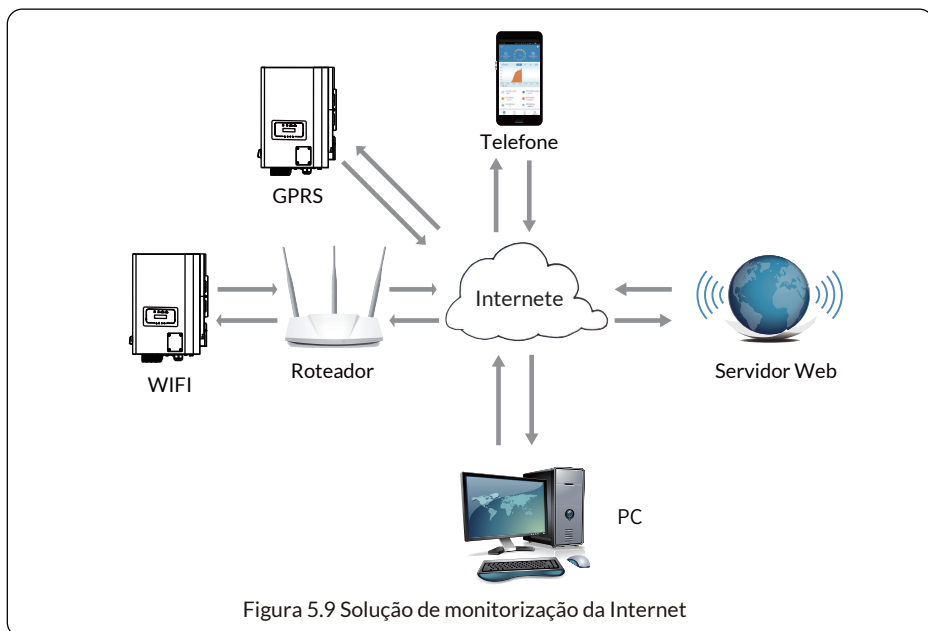 Telefone
GPRS
Internete
WIFI
Roteador
Servidor Web
PC
Figura 5.9 Solução de monitorização da Internet